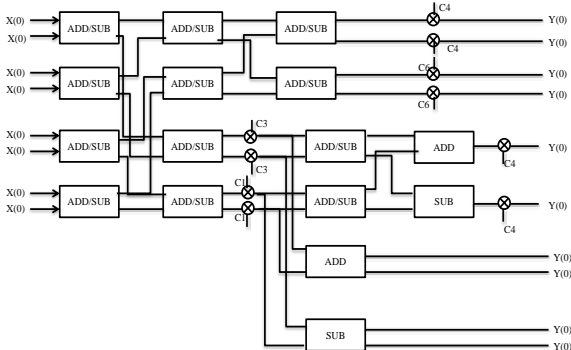 C4
X(0) ADD/SUB ADD/SUB ADD/SUB Y(0)
X(0) C4 Y(0)
X(0) ADD/SUB ADD/SUB ADD/SUB C6 Y(0)
X(0) C6 Y(0)
C3
X(0) ADD/SUB ADD/SUB ADD/SUB ADD Y(0)
X(0) C3 C4
C1
X(0) ADD/SUB ADD/SUB ADD/SUB SUB Y(0)
X(0) C1 C4
ADD Y(0)
Y(0)
SUB Y(0)
Y(0)